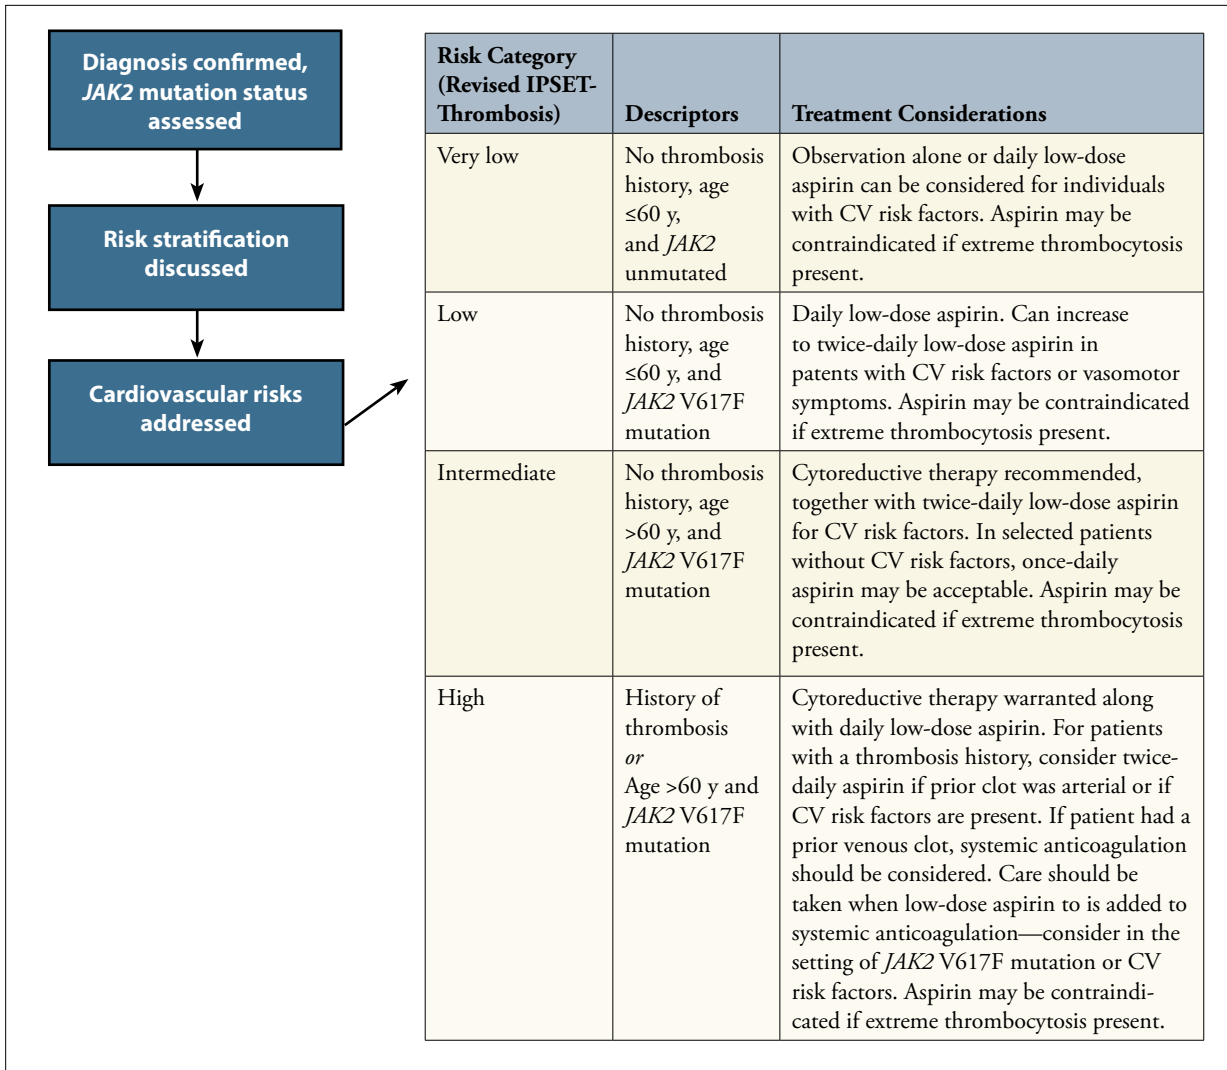 Diagnosis confirmed,
JAK2 mutation status
assessed
Risk stratification
discussed
Cardiovascular risks
addressed
Risk Category
(Revised IPSET-
Thrombosis)
Descriptors
Treatment Considerations
Very low
No thrombosis
history, age
≤60 y,
and JAK2
unmutated
Observation alone or daily low-dose
aspirin can be considered for individuals
with CV risk factors. Aspirin may be
contraindicated if extreme thrombocytosis
present.
Low
No thrombosis
history, age
≤60 y, and
JAK2 V617F
mutation
Daily low-dose aspirin. Can increase
to twice-daily low-dose aspirin in
patents with CV risk factors or vasomotor
symptoms. Aspirin may be contraindicated
if extreme thrombocytosis present.
Intermediate
No thrombosis
history, age
>60 y, and
JAK2 V617F
mutation
Cytoreductive therapy recommended,
together with twice-daily low-dose aspirin
for CV risk factors. In selected patients
without CV risk factors, once-daily
aspirin may be acceptable. Aspirin may be
contraindicated if extreme thrombocytosis
present.
High
History of
thrombosis
or
Age >60 y and
JAK2 V617F
mutation
Cytoreductive therapy warranted along
with daily low-dose aspirin. For patients
with a thrombosis history, consider twice-
daily aspirin if prior clot was arterial or if
CV risk factors are present. If patient had a
prior venous clot, systemic anticoagulation
should be considered. Care should be
taken when low-dose aspirin to is added to
systemic anticoagulation—consider in the
setting of JAK2 V617F mutation or CV
risk factors. Aspirin may be contraindi-
cated if extreme thrombocytosis present.